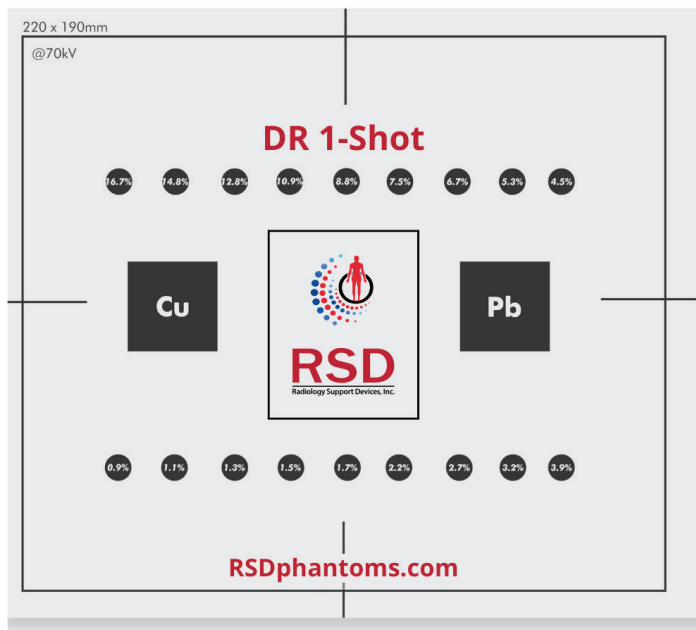 220 x 190mm
@70kV
DR 1-Shot
16.7% 14.8% 12.8% 10.9% 8.8% 7.5% 6.7% 5.3% 4.5%
Cu
Pb
RSD
Radiology Support Devices, Inc.
0.9% 1.1% 1.3% 1.5% 1.7% 2.2% 2.7% 3.2% 3.9%
RSDphantoms.com